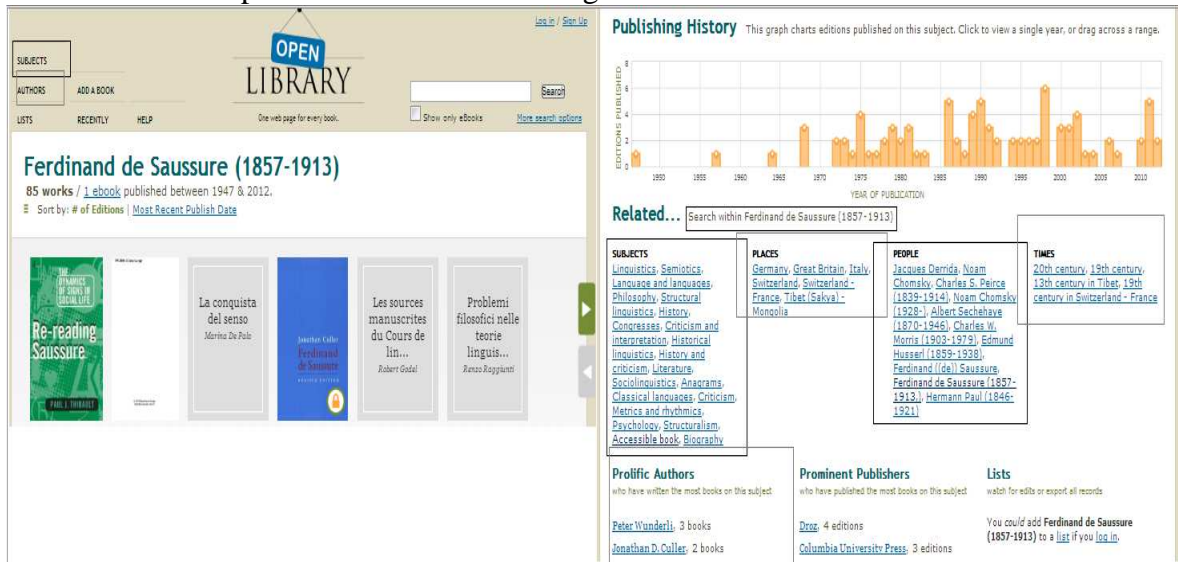 Log in / Sign Up
SUBJECTS
AUTHORS ADD A BOOK
LISTS RECENTLY HELP
OPEN
LIBRARY
One web page for every book.
Search
Show only eBooks More search options
Ferdinand de Saussure (1857-1913)
85 works / 1 ebook published between 1947 & 2012.
Sort by: # of Editions | Most Recent Publish Date
THE
DYNAMICS
OF SIGNS IN
SOCIAL LIFE
Re-reading
Saussure
PAUL J. THIBAULT
La conquista
del senso
Marina De Palo
Jonathan Culler
Ferdinand
de Saussure
REVISED EDITION
Les sources
manuscrites
du Cours de
lin...
Robert Godel
Problemi
filosofici nelle
teorie
linguis...
Renzo Raggiunti
Publishing History This graph charts editions published on this subject. Click to view a single year, or drag across a range.
EDITIONS PUBLISHED
8
6
4
2
0
1950 1955 1960 1965 1970 1975 1980 1985 1990 1995 2000 2005 2010
YEAR OF PUBLICATION
Related... Search within Ferdinand de Saussure (1857-1913)
SUBJECTS
Linguistics, Semiotics,
Language and languages,
Philosophy, Structural
linguistics, History,
Congresses, Criticism and
interpretation, Historical
linguistics, History and
criticism, Literature,
Sociolinguistics, Anagrams,
Classical languages, Criticism,
Metrics and rhythmics,
Psychology, Structuralism,
Accessible book, Biography
PLACES
Germany, Great Britain, Italy,
Switzerland, Switzerland -
France, Tibet (Sakya) -
Mongolia
PEOPLE
Jacques Derrida, Noam
Chomsky, Charles S. Peirce
(1839-1914), Noam Chomsky
(1928-), Albert Sechehaye
(1870-1946), Charles W.
Morris (1903-1979), Edmund
Husserl (1859-1938),
Ferdinand ((de)) Saussure,
Ferdinand de Saussure (1857-
1913.), Hermann Paul (1846-
1921)
TIMES
20th century, 19th century,
13th century in Tibet, 19th
century in Switzerland - France
Prolific Authors
who have written the most books on this subject
Peter Wunderli, 3 books
Jonathan D. Culler, 2 books
Prominent Publishers
who have published the most books on this subject
Droz, 4 editions
Columbia University Press, 3 editions
Lists
watch for edits or export all records
You could add Ferdinand de Saussure
(1857-1913) to a list if you log in.